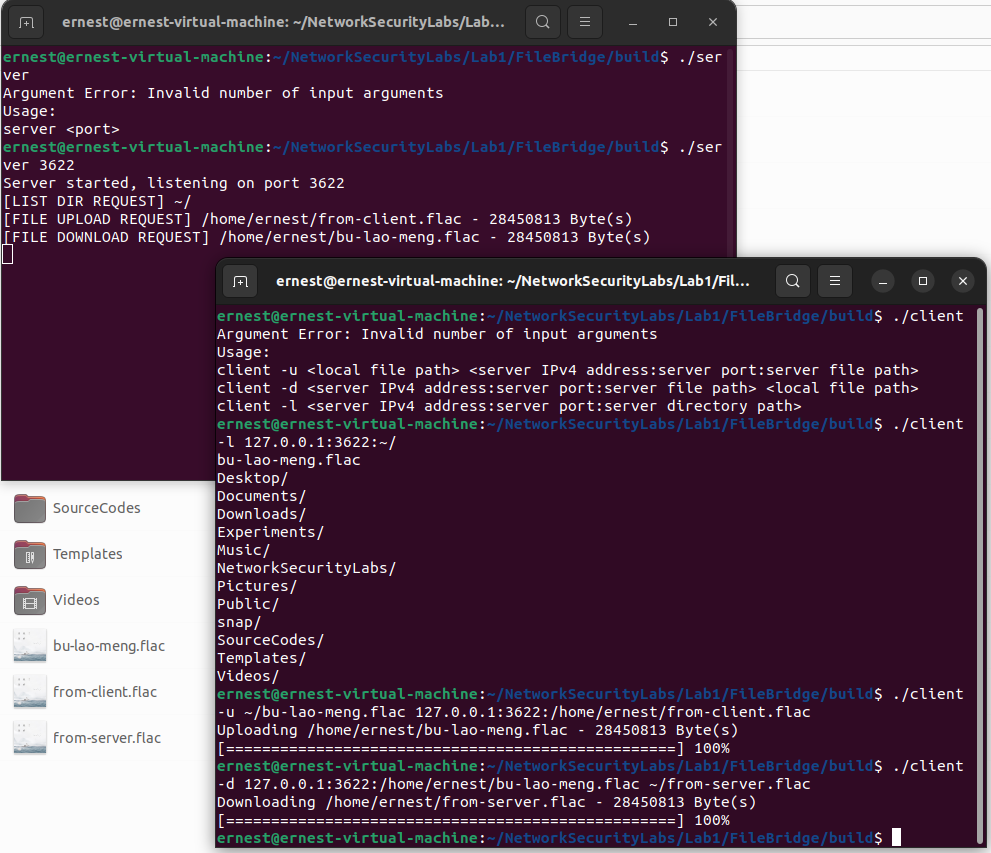 ernest@ernest-virtual-machine: ~/NetworkSecurityLabs/Lab...
ernest@ernest-virtual-machine:~/NetworkSecurityLabs/Lab1/FileBridge/build$ ./ser
ver
Argument Error: Invalid number of input arguments
Usage:
server <port>
ernest@ernest-virtual-machine:~/NetworkSecurityLabs/Lab1/FileBridge/build$ ./ser
ver 3622
Server started, listening on port 3622
[LIST DIR REQUEST] ~/
[FILE UPLOAD REQUEST] /home/ernest/from-client.flac - 28450813 Byte(s)
[FILE DOWNLOAD REQUEST] /home/ernest/bu-lao-meng.flac - 28450813 Byte(s)
SourceCodes
Templates
Videos
bu-lao-meng.flac
from-client.flac
from-server.flac
ernest@ernest-virtual-machine: ~/NetworkSecurityLabs/Lab1/Fil...
ernest@ernest-virtual-machine:~/NetworkSecurityLabs/Lab1/FileBridge/build$ ./client
Argument Error: Invalid number of input arguments
Usage:
client -u <local file path> <server IPv4 address:server port:server file path>
client -d <server IPv4 address:server port:server file path> <local file path>
client -l <server IPv4 address:server port:server directory path>
ernest@ernest-virtual-machine:~/NetworkSecurityLabs/Lab1/FileBridge/build$ ./client
-l 127.0.0.1:3622:~/
bu-lao-meng.flac
Desktop/
Documents/
Downloads/
Experiments/
Music/
NetworkSecurityLabs/
Pictures/
Public/
snap/
SourceCodes/
Templates/
Videos/
ernest@ernest-virtual-machine:~/NetworkSecurityLabs/Lab1/FileBridge/build$ ./client
-u ~/bu-lao-meng.flac 127.0.0.1:3622:/home/ernest/from-client.flac
Uploading /home/ernest/bu-lao-meng.flac - 28450813 Byte(s)
[==================================================] 100%
ernest@ernest-virtual-machine:~/NetworkSecurityLabs/Lab1/FileBridge/build$ ./client
-d 127.0.0.1:3622:/home/ernest/bu-lao-meng.flac ~/from-server.flac
Downloading /home/ernest/from-server.flac - 28450813 Byte(s)
[==================================================] 100%
ernest@ernest-virtual-machine:~/NetworkSecurityLabs/Lab1/FileBridge/build$